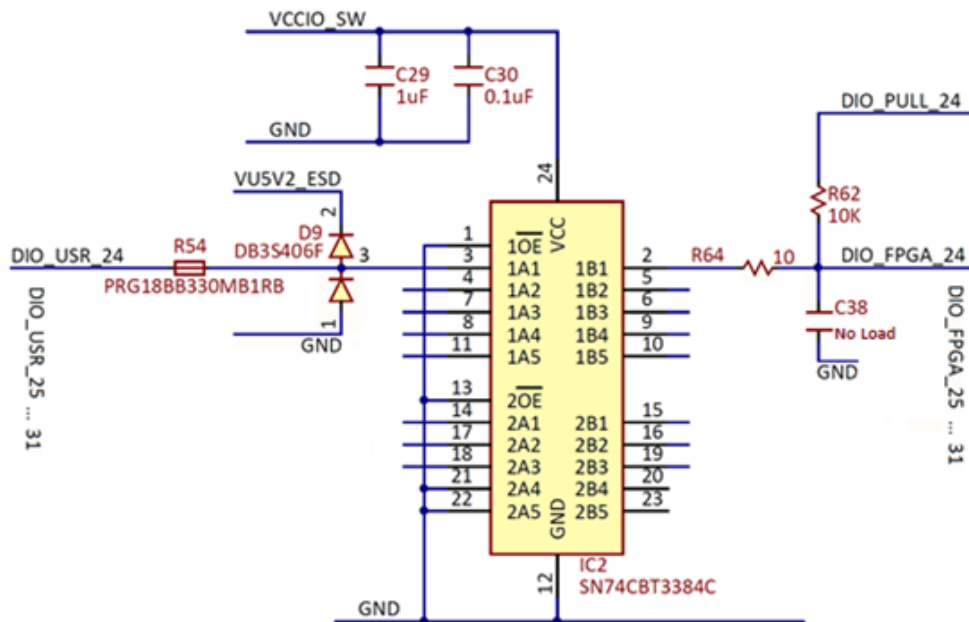 VCCIO_SW
C29
1uF
C30
0.1uF
GND
DIO_PULL_24
VU5V2_ESD
24
R62
10K
2
D9
DB3S406F
1
1OE
VCC
R54
DIO_USR_24
3
3
1A1
1B1
2
R64
10
DIO_FPGA_24
PRG18BB330MB1RB
4
1A2
1B2
5
7
1A3
1B3
6
C38
No Load
1
8
1A4
1B4
9
GND
11
1A5
1B5
10
GND
DIO_USR_25 ... 31
DIO_FPGA_25 ... 31
13
2OE
14
2A1
2B1
15
17
2A2
2B2
16
18
2A3
2B3
19
21
2A4
2B4
20
22
2A5
2B5
23
GND
12
IC2
SN74CBT3384C
GND